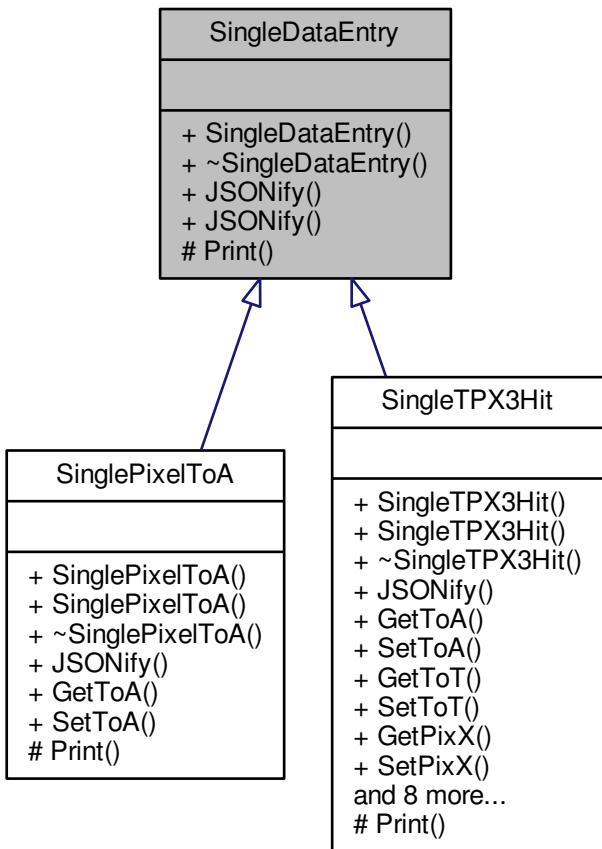 SingleDataEntry
+ SingleDataEntry()
+ ~SingleDataEntry()
+ JSONify()
+ JSONify()
# Print()
SinglePixelToA
+ SinglePixelToA()
+ SinglePixelToA()
+ ~SinglePixelToA()
+ JSONify()
+ GetToA()
+ SetToA()
# Print()
SingleTPX3Hit
+ SingleTPX3Hit()
+ SingleTPX3Hit()
+ ~SingleTPX3Hit()
+ JSONify()
+ GetToA()
+ SetToA()
+ GetToT()
+ SetToT()
+ GetPixX()
+ SetPixX()
and 8 more...
# Print()